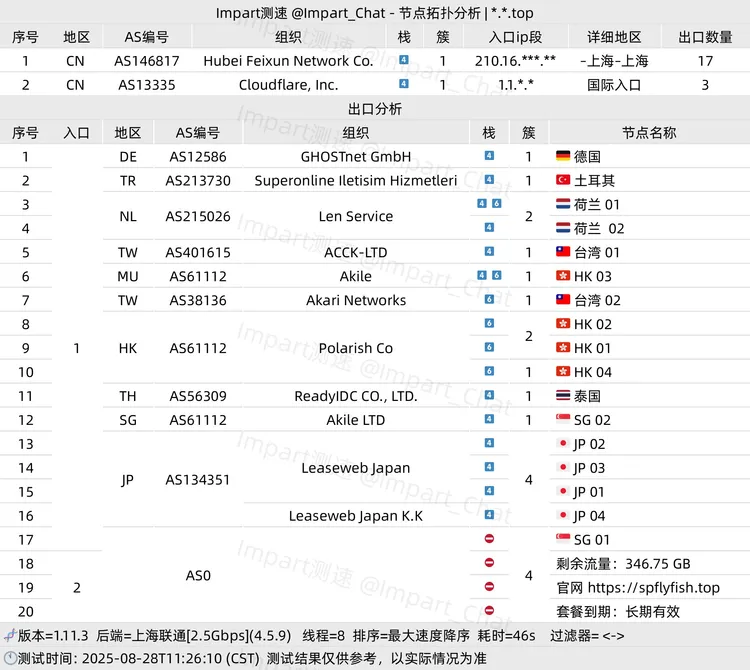 Impart测速 @Impart_Chat - 节点拓扑分析 | *.*.top
序号 地区 AS编号 组织 栈 簇 入口ip段 详细地区 出口数量
1 CN AS146817 Hubei Feixun Network Co. 4 1 210.16.***.** -上海-上海 17
2 CN AS13335 Cloudflare, Inc. 4 1 1.1.*.* 国际入口 3
出口分析
序号 入口 地区 AS编号 组织 栈 簇 节点名称
1 DE AS12586 GHOSTnet GmbH 4 1 德国
2 TR AS213730 Superonline Iletisim Hizmetleri 4 1 土耳其
3 4 6 荷兰 01
NL AS215026 Len Service 2
4 4 荷兰 02
5 TW AS401615 ACCK-LTD 4 1 台湾 01
6 MU AS61112 Akile 4 6 1 HK 03
7 TW AS38136 Akari Networks 6 1 台湾 02
8 6 HK 02
2
9 1 HK AS61112 Polarish Co 6 HK 01
10 6 1 HK 04
11 TH AS56309 ReadyIDC CO., LTD. 4 1 泰国
12 SG AS61112 Akile LTD 4 1 SG 02
13 4 JP 02
14 Leaseweb Japan 4 JP 03
JP AS134351 4
15 4 JP 01
16 Leaseweb Japan K.K 4 JP 04
17 SG 01
18 剩余流量：346.75 GB
AS0 4
19 2 官网 https://spflyfish.top
20 套餐到期：长期有效
版本=1.11.3 后端=上海联通[2.5Gbps](4.5.9) 线程=8 排序=最大速度降序 耗时=46s 过滤器= <->
测试时间: 2025-08-28T11:26:10 (CST) 测试结果仅供参考，以实际情况为准
Impart测速 @Impart_Chat